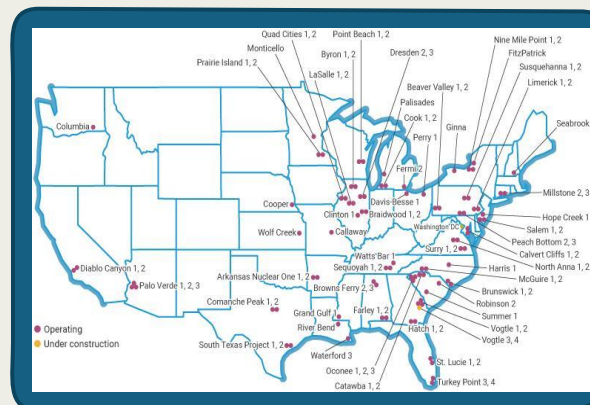 Quad Cities 1, 2
Point Beach 1, 2
Monticello
Byron 1, 2
Dresden 2, 3
Prairie Island 1, 2
LaSalle 1, 2
Nine Mile Point 1, 2
FitzPatrick
Susquehanna 1, 2
Limerick 1, 2
Beaver Valley 1, 2
Palisades
Cook 1, 2
Perry 1
Ginna
Seabrook
Columbia
Fermi 2
Millstone 2, 3
Cooper
Davis-Besse 1
Clinton 1
Braidwood 1, 2
Hope Creek 1
Salem 1, 2
Washington DC
Wolf Creek
Callaway
Peach Bottom 2, 3
Surry 1, 2
Calvert Cliffs 1, 2
North Anna 1, 2
Watts Bar 1
Diablo Canyon 1, 2
Sequoyah 1, 2
Harris 1
Palo Verde 1, 2, 3
Arkansas Nuclear One 1, 2
McGuire 1, 2
Browns Ferry 2, 3
Brunswick 1, 2
Comanche Peak 1, 2
Robinson 2
Grand Gulf 1
Farley 1, 2
Summer 1
River Bend
Hatch 1, 2
Vogtle 1, 2
Vogtle 3, 4
Operating
Under construction
South Texas Project 1, 2
Waterford 3
Oconee 1, 2, 3
Catawba 1, 2
St. Lucie 1, 2
Turkey Point 3, 4